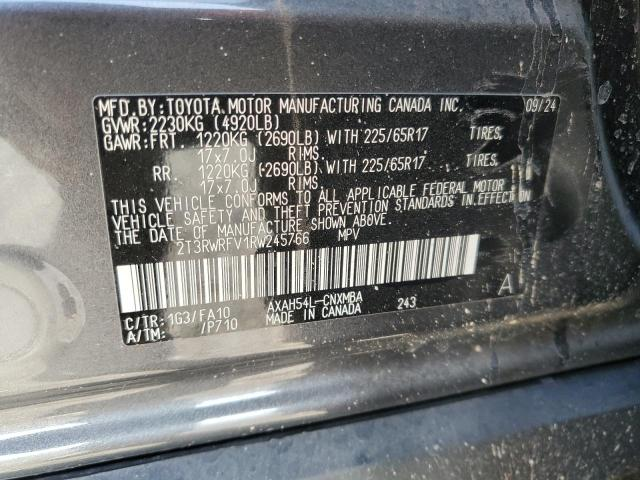 MFD. BY: TOYOTA MOTOR MANUFACTURING CANADA INC. 09/24
GVWR: 2230KG (4920LB)
GAWR: FRT. 1220KG (2690LB) WITH 225/65R17 TIRES,
17x7.0J RIMS,
RR. 1220KG (2690LB) WITH 225/65R17 TIRES,
17x7.0J RIMS,
THIS VEHICLE CONFORMS TO ALL APPLICABLE FEDERAL MOTOR
VEHICLE SAFETY AND THEFT PREVENTION STANDARDS IN EFFECT ON
THE DATE OF MANUFACTURE SHOWN ABOVE.
2T3RWRFV1RW245766 MPV
A
C/TR: 1G3/FA10 AXAH54L-CNXMBA 243
A/TM: /P710 MADE IN CANADA